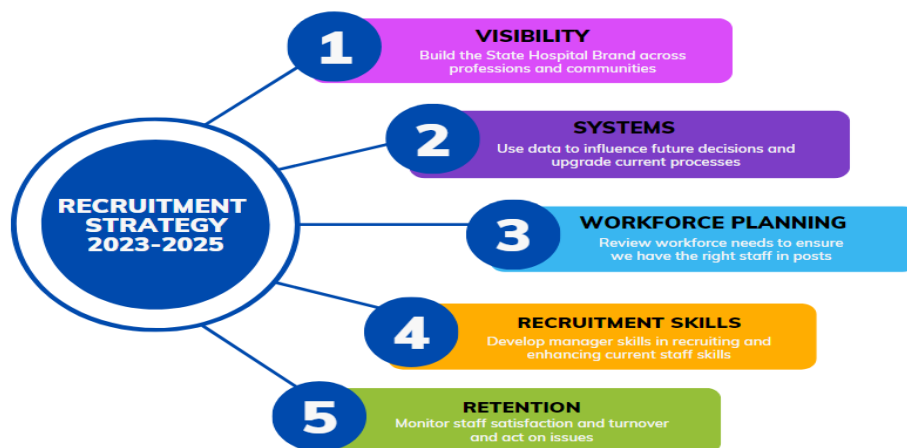 RECRUITMENT
STRATEGY
2023-2025
1
VISIBILITY
Build the State Hospital Brand across
professions and communities
2
SYSTEMS
Use data to influence future decisions and
upgrade current processes
3
WORKFORCE PLANNING
Review workforce needs to ensure
we have the right staff in posts
4
RECRUITMENT SKILLS
Develop manager skills in recruiting and
enhancing current staff skills
5
RETENTION
Monitor staff satisfaction and turnover
and act on issues